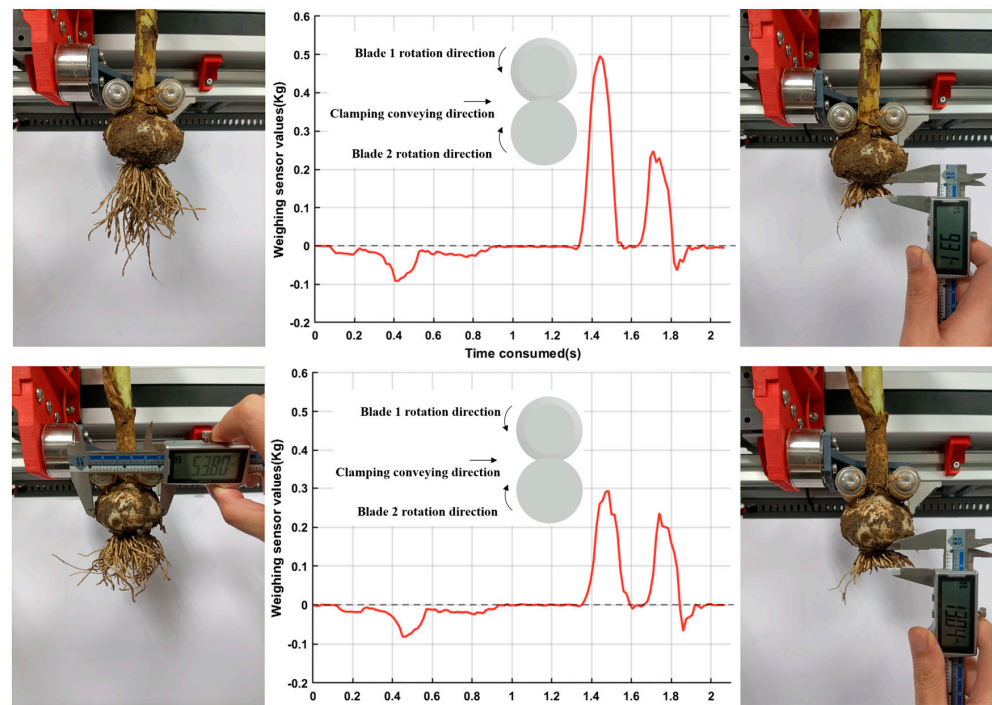 Weighing sensor values(Kg)
0.6
0.5
0.4
0.3
0.2
0.1
0
-0.1
-0.2
Blade 1 rotation direction
Clamping conveying direction
Blade 2 rotation direction
0 0.2 0.4 0.6 0.8 1 1.2 1.4 1.6 1.8 2
Time consumed(s)
Weighing sensor values(Kg)
0.6
0.5
0.4
0.3
0.2
0.1
0
-0.1
-0.2
Blade 1 rotation direction
Clamping conveying direction
Blade 2 rotation direction
0 0.2 0.4 0.6 0.8 1 1.2 1.4 1.6 1.8 2